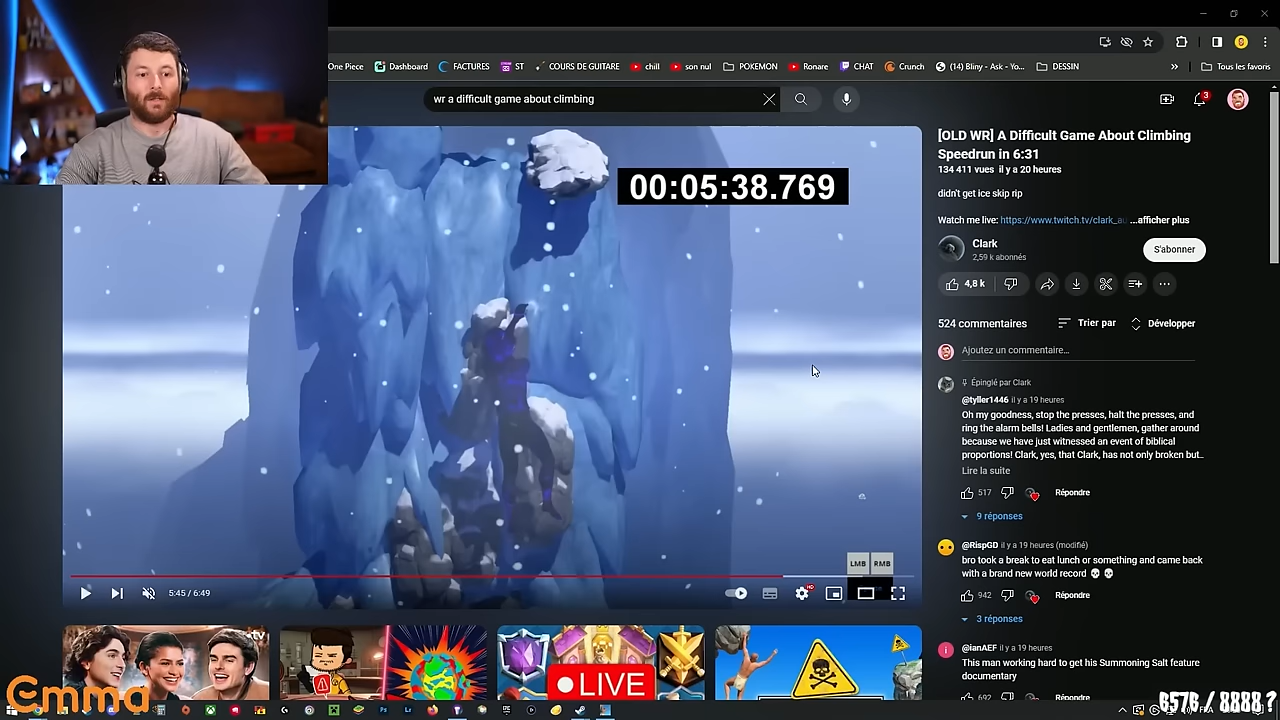 One Piece
Dashboard
FACTURES
ST
COURS DE GUITARE
chill
son nul
POKEMON
Ronare
CHAT
Crunch
(14) Bliny - Ask - Yo...
DESSIN
Tous les favoris
wr a difficult game about climbing
3
00:05:38.769
LMB RMB
5:45 / 6:49
HD
[OLD WR] A Difficult Game About Climbing
Speedrun in 6:31
134 411 vues il y a 20 heures
didn't get ice skip rip
Watch me live: https://www.twitch.tv/clark_a ...afficher plus
Clark
2,59 k abonnés
S'abonner
4,8 k
524 commentaires
Trier par
Développer
Ajoutez un commentaire...
Épinglé par Clark
@tyller1446 il y a 19 heures
Oh my goodness, stop the presses, halt the presses, and
ring the alarm bells! Ladies and gentlemen, gather around
because we have just witnessed an event of biblical
proportions! Clark, yes, that Clark, has not only broken but...
Lire la suite
517
Répondre
9 réponses
@RispGD il y a 19 heures (modifié)
bro took a break to eat lunch or something and came back
with a brand new world record 💀 💀
942
Répondre
3 réponses
@ianAEF il y a 19 heures
This man working hard to get his Summoning Salt feature
documentary
692
Répondre
LIVE
Emma
6576 / 8888 ?